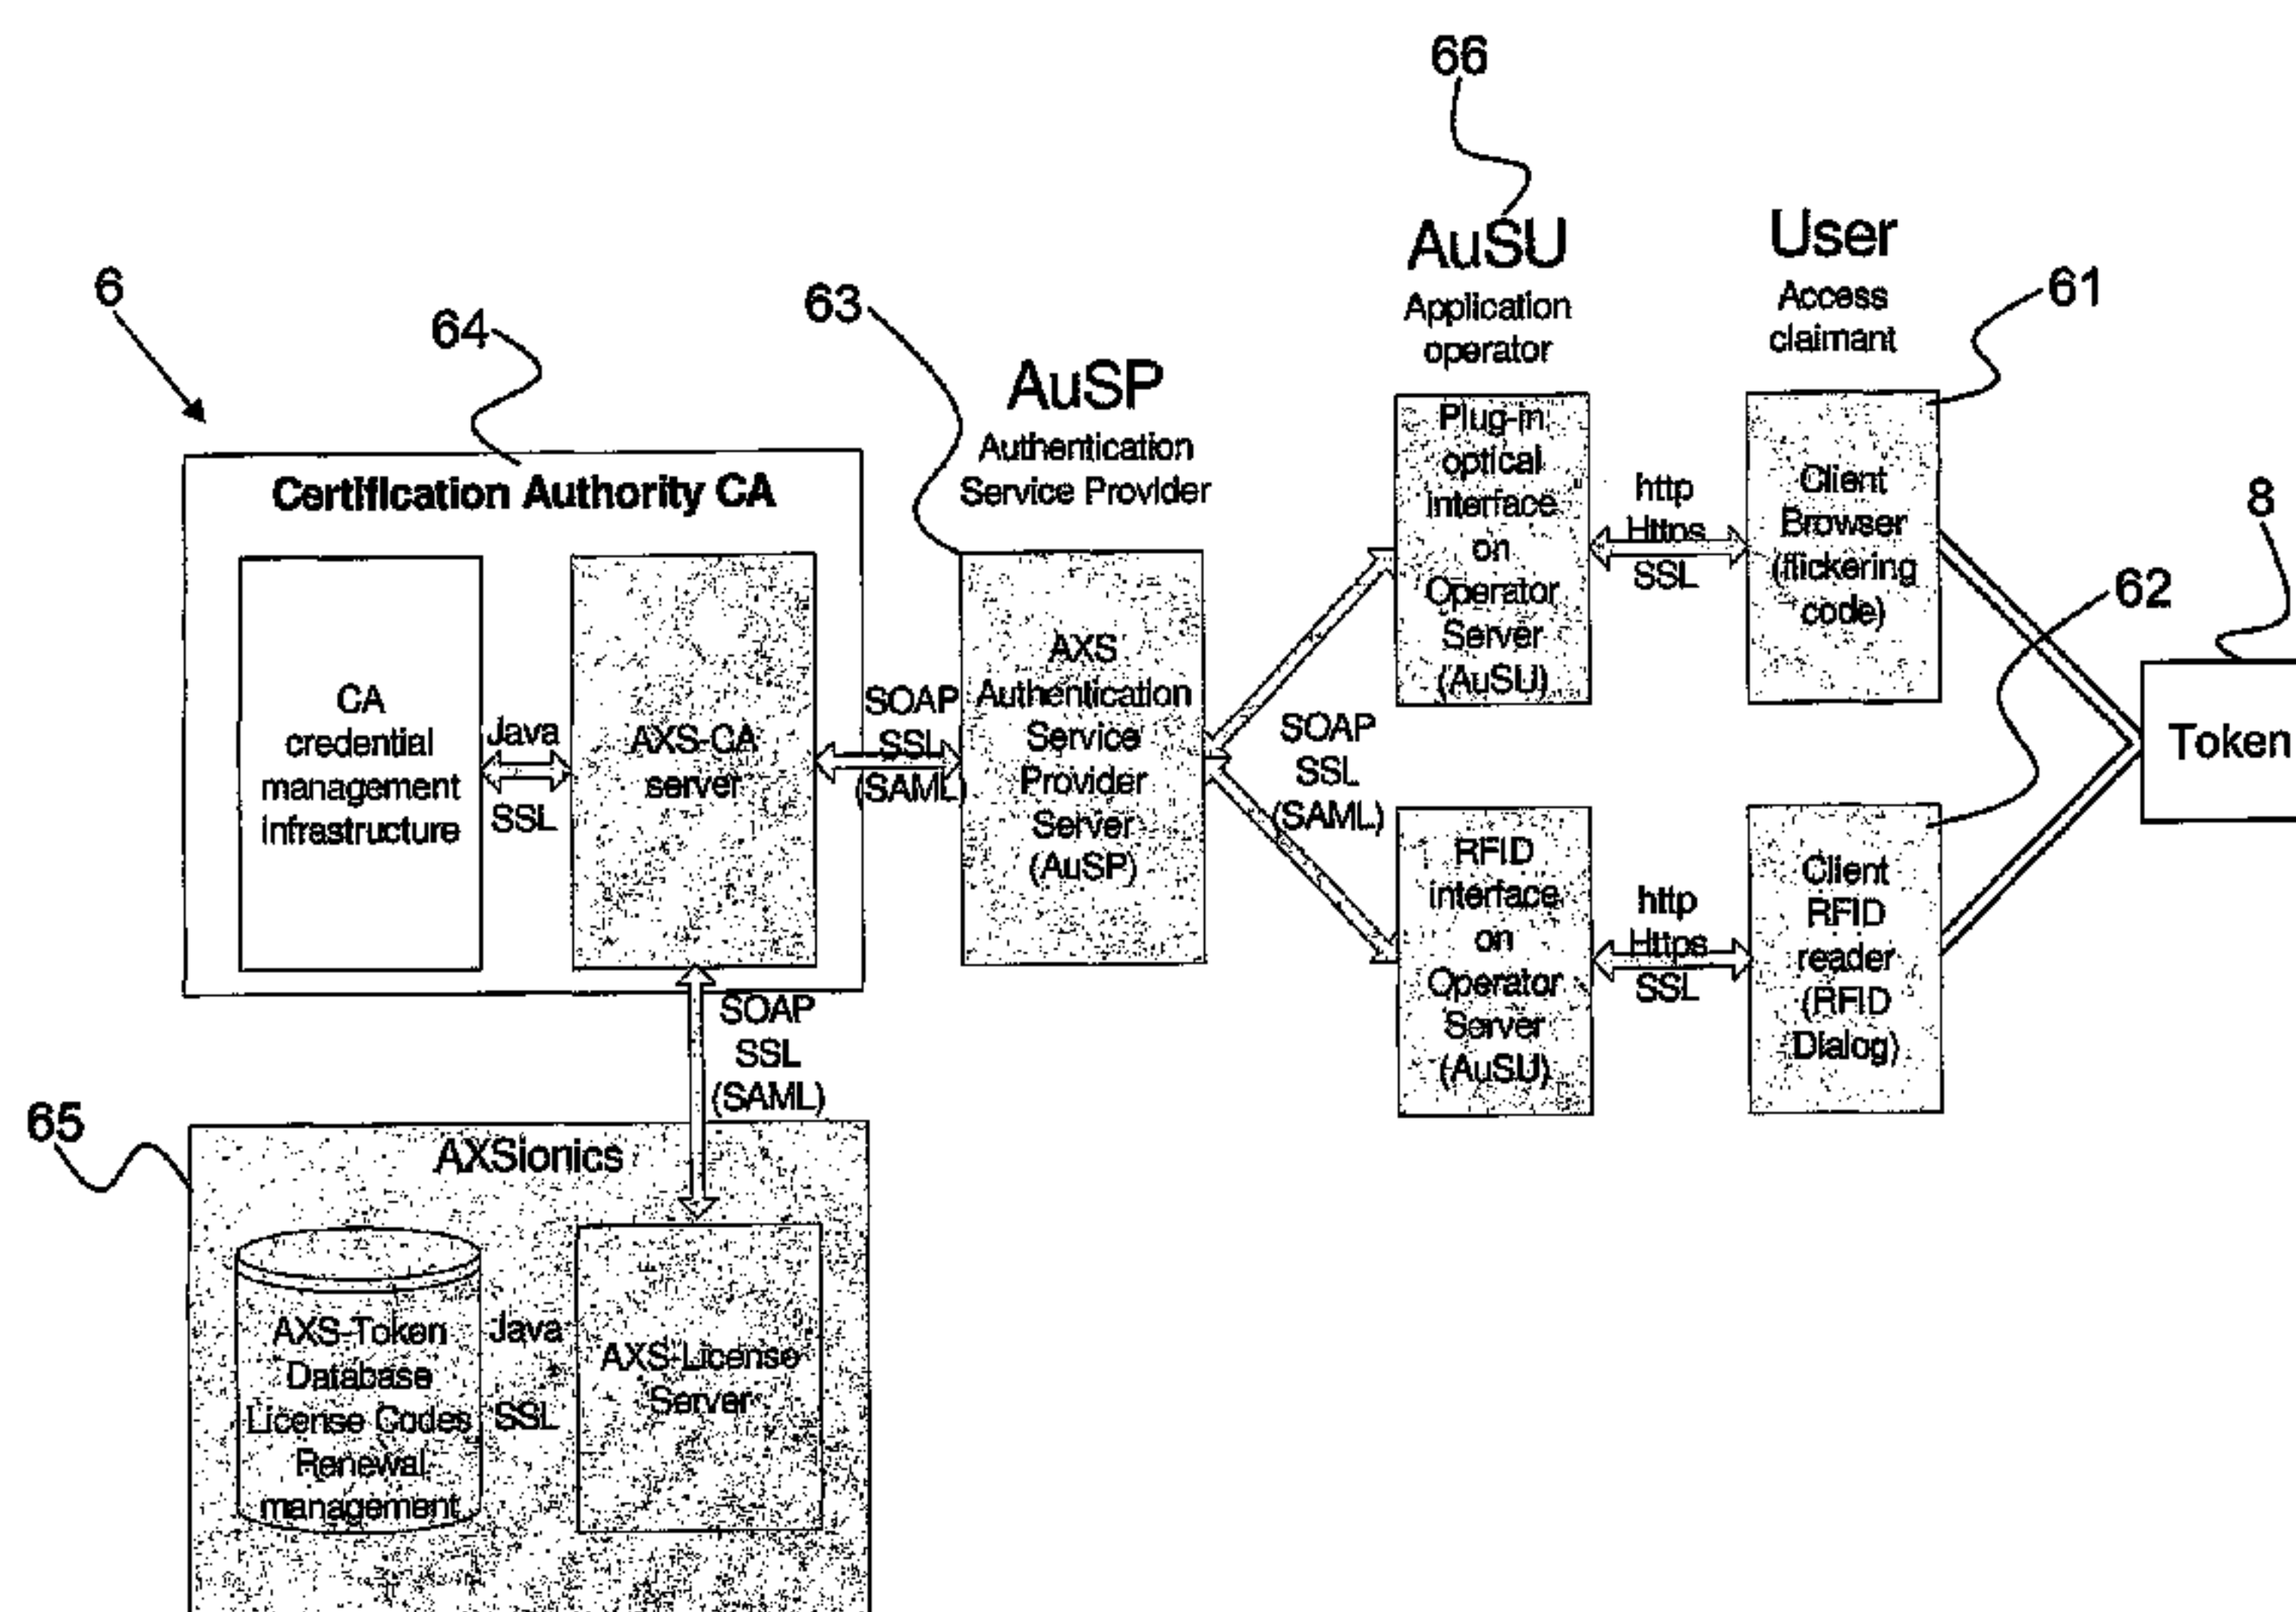 66
AuSU
Application
operator
User
Access
claimant
61
6
64
63
AuSP
Authentication
Service Provider
Certification Authority CA
CA
credential
management
infrastructure
Java
SSL
AXS-CA
server
SOAP
SSL
(SAML)
AXS
Authentication
Service
Provider
Server
(AuSP)
SOAP
SSL
(SAML)
Plug-in
optical
interface
on
Operator
Server
(AuSU)
http
Https
SSL
Client
Browser
(flickering
code)
62
8
Token
RFID
interface
on
Operator
Server
(AuSU)
http
Https
SSL
Client
RFID
reader
(RFID
Dialog)
SOAP
SSL
(SAML)
65
AXSionics
AXS-Token
Database
License Codes
Renewal
management
Java
SSL
AXS-License
Server